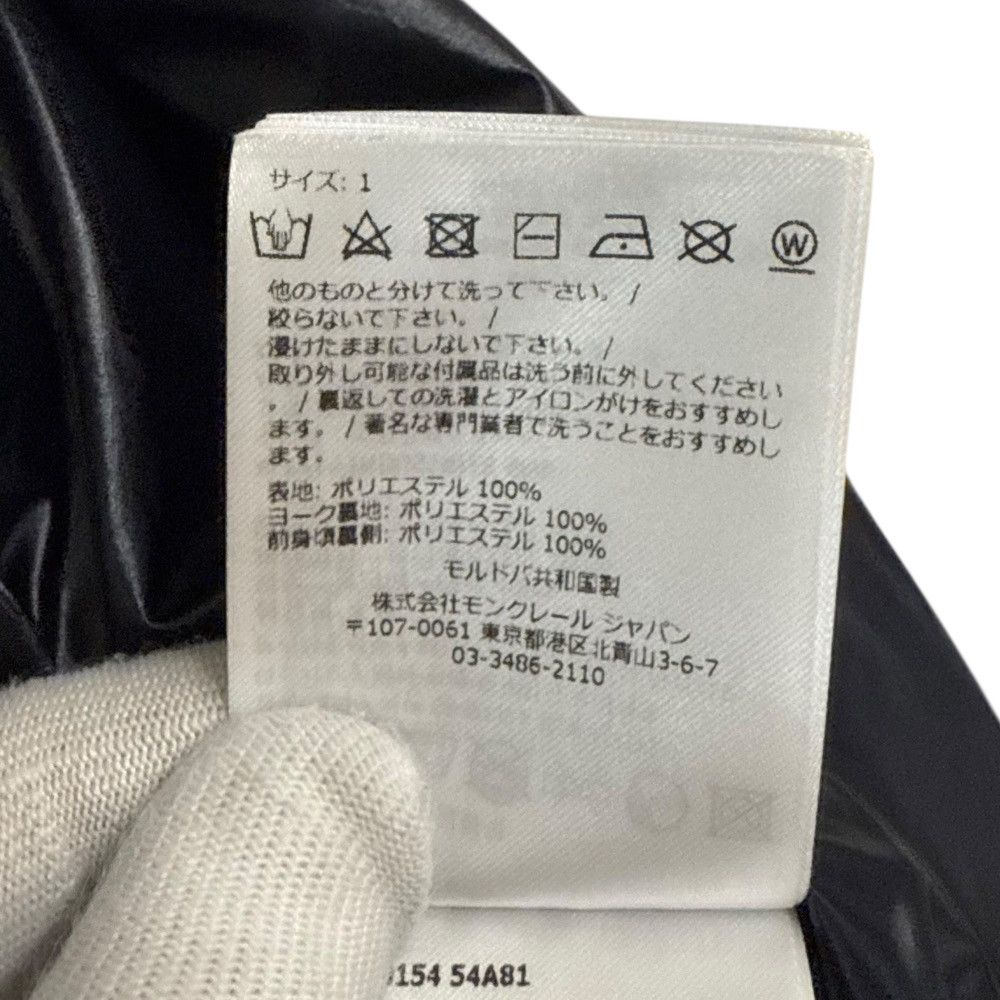 サイズ: 1
W
他のものと分けて洗って下さい。 /
絞らないで下さい。 /
浸けたままにしないで下さい。 /
取り外し可能な付属品は洗う前に外してください
。 / 裏返しての洗濯とアイロンがけをおすすめし
ます。 / 著名な専門業者で洗うことをおすすめし
ます。
表地: ポリエステル 100%
ヨーク裏地: ポリエステル 100%
前身頃裏側: ポリエステル 100%
モルドバ共和国製
株式会社モンクレール ジャパン
〒107-0061 東京都港区北青山3-6-7
03-3486-2110
154 54A81